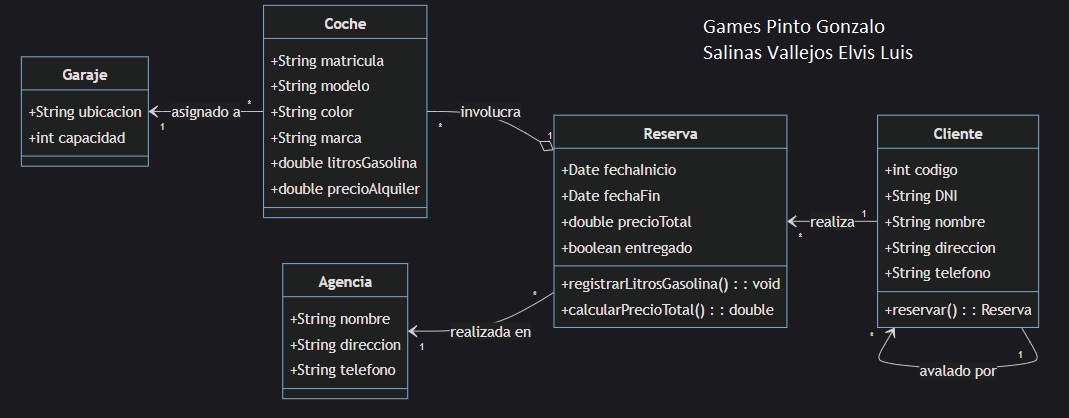 Games Pinto Gonzalo
Salinas Vallejos Elvis Luis
Coche
+String matricula
+String modelo
+String color
+String marca
+double litrosGasolina
+double precioAlquiler
Garaje
+String ubicacion
+int capacidad
1
asignado a
*
*
involucra
1
Reserva
+Date fechaInicio
+Date fechaFin
+double precioTotal
+boolean entregado
+registrarLitrosGasolina() : : void
+calcularPrecioTotal() : : double
*
realiza
1
Cliente
+int codigo
+String DNI
+String nombre
+String direccion
+String telefono
+reservar() : : Reserva
*
avalado por
1
Agencia
+String nombre
+String direccion
+String telefono
1
realizada en
*